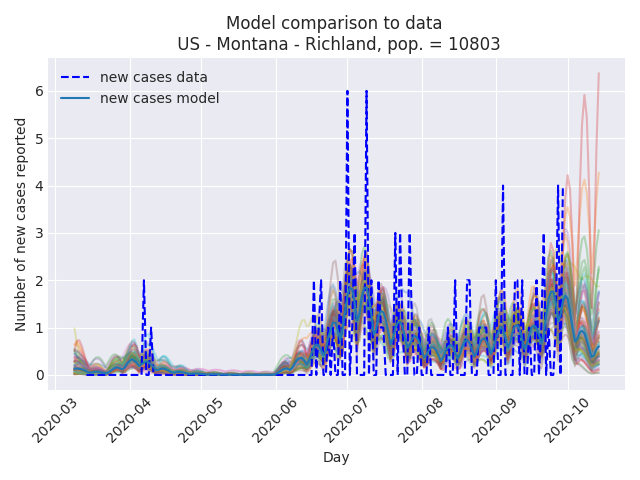 Model comparison to data
US - Montana - Richland, pop. = 10803
new cases data
new cases model
Number of new cases reported
6
5
4
3
2
1
0
2020-03
2020-04
2020-05
2020-06
2020-07
2020-08
2020-09
2020-10
Day